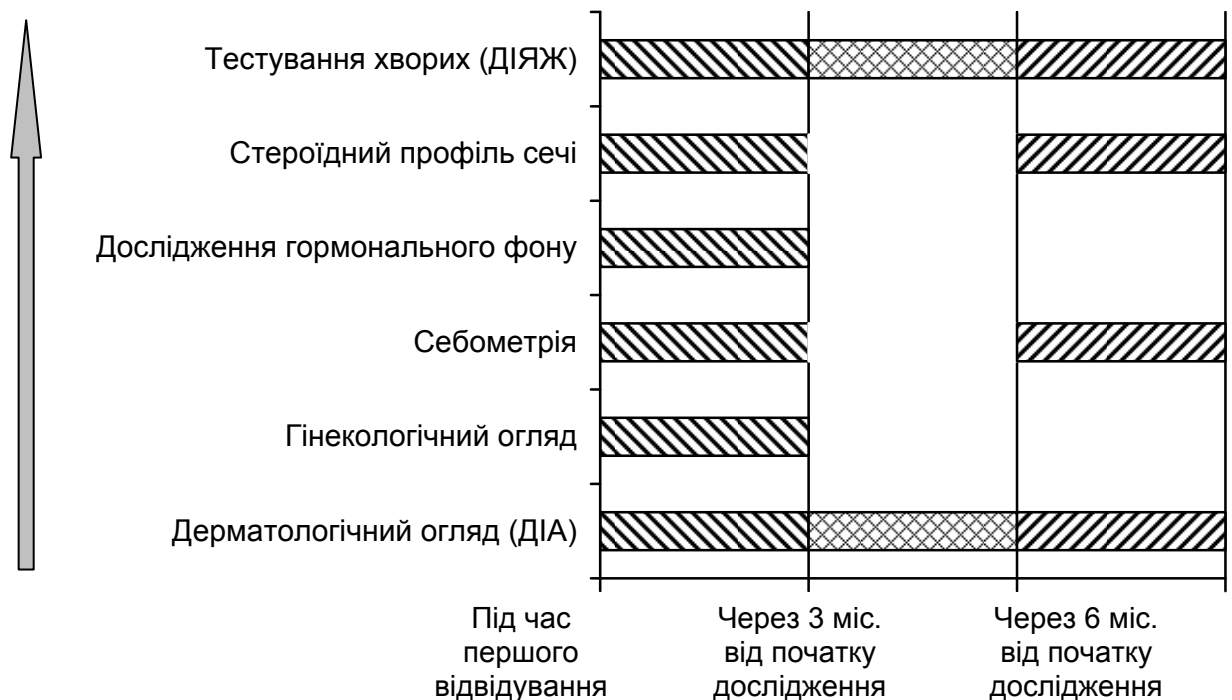 Тестування хворих (ДІЯЖ)
Стероїдний профіль сечі
Дослідження гормонального фону
Себометрія
Гінекологічний огляд
Дерматологічний огляд (ДІА)
Під час
першого
відвідування
Через 3 міс.
від початку
дослідження
Через 6 міс.
від початку
дослідження